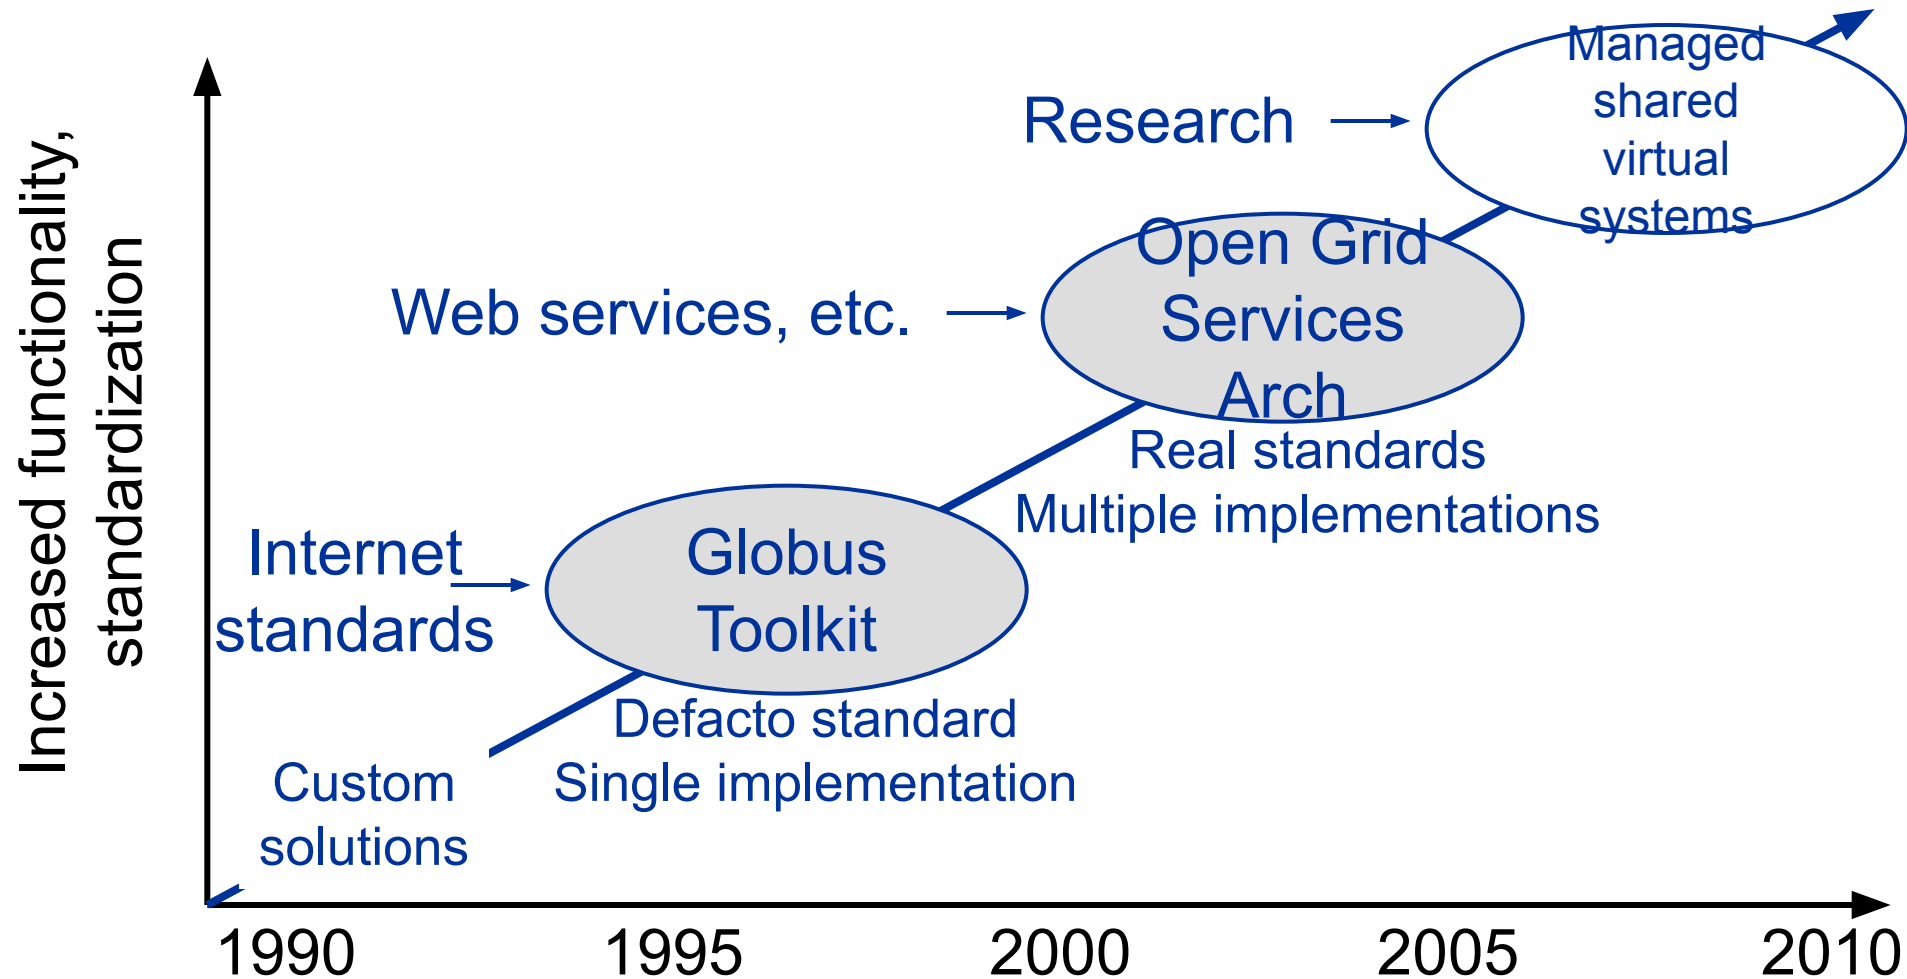 Increased functionality,
standardization
Managed
shared
virtual
systems
Research
Open Grid
Services
Arch
Web services, etc.
Real standards
Multiple implementations
Internet
standards
Globus
Toolkit
Defacto standard
Single implementation
Custom
solutions
1990 1995 2000 2005 2010